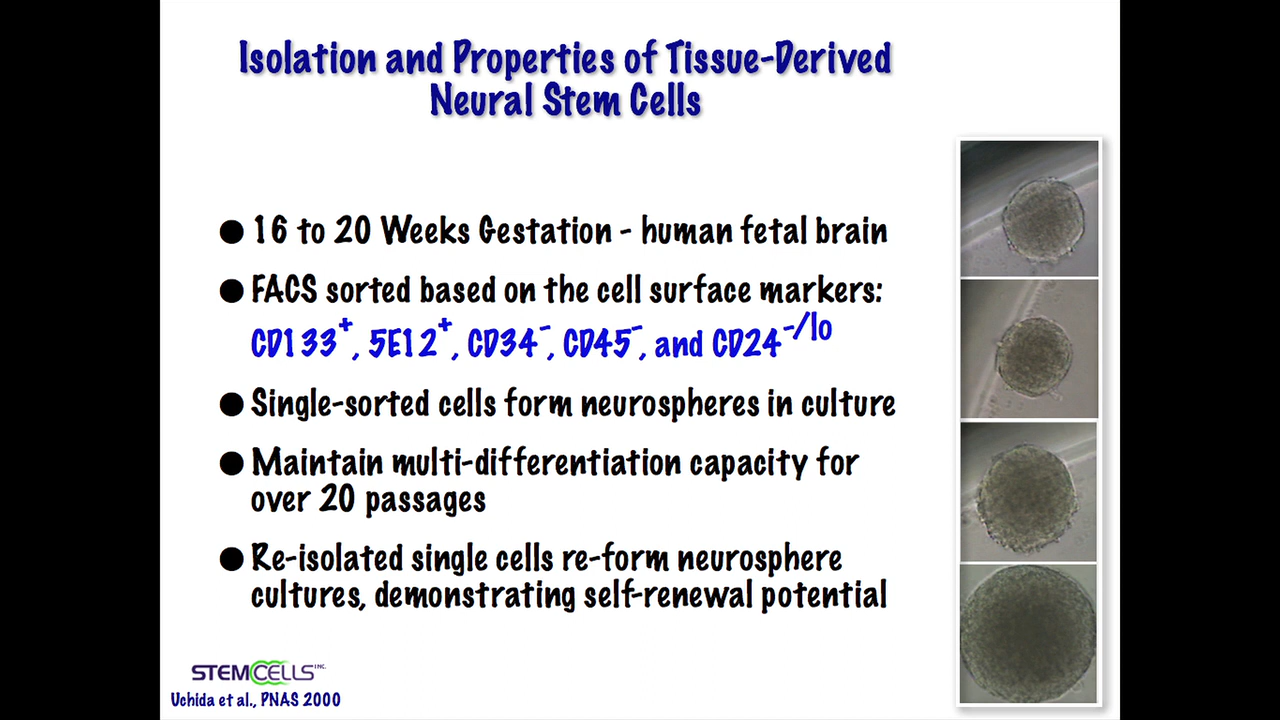 Isolation and Properties of Tissue-Derived
Neural Stem Cells
● 16 to 20 Weeks Gestation - human fetal brain
● FACS sorted based on the cell surface markers:
CD133⁺, 5E12⁺, CD34⁻, CD45⁻, and CD24⁻/lo
● Single-sorted cells form neurospheres in culture
● Maintain multi-differentiation capacity for
over 20 passages
● Re-isolated single cells re-form neurosphere
cultures, demonstrating self-renewal potential
STEMCELLS INC.
Uchida et al., PNAS 2000